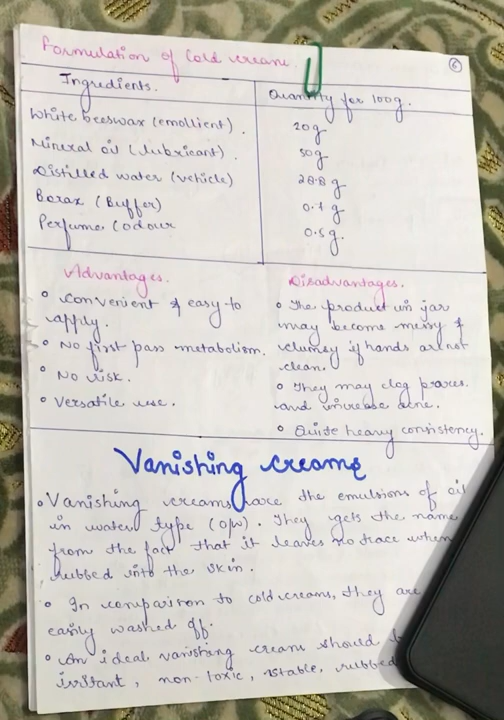 Formulation of Cold cream.
6
Ingredients. Quantity for 100g.
White beeswax (emollient). 20g
Mineral oil (lubricant). 50g
Distilled water (vehicle) 28.8 g
Borax (Buffer) 0.7 g
Perfume (odour 0.5g.
Advantages.
° convenient & easy to
apply.
° No first pass metabolism.
° No risk.
° Versatile use.
Disadvantages.
° The product in jar
may become messy &
clumsy if hands are not
clean.
° They may clog prores.
and increase acne.
° Quite heavy consistency.
Vanishing creams
• Vanishing creams are the emulsions of oil
in water type (O/W). They gets the name
from the fact that it leaves no trace when
rubbed into the skin.
° In comparison to cold creams, they are
easily washed off.
° An ideal vanishing cream should
irritant, non-toxic, stable, rubbed